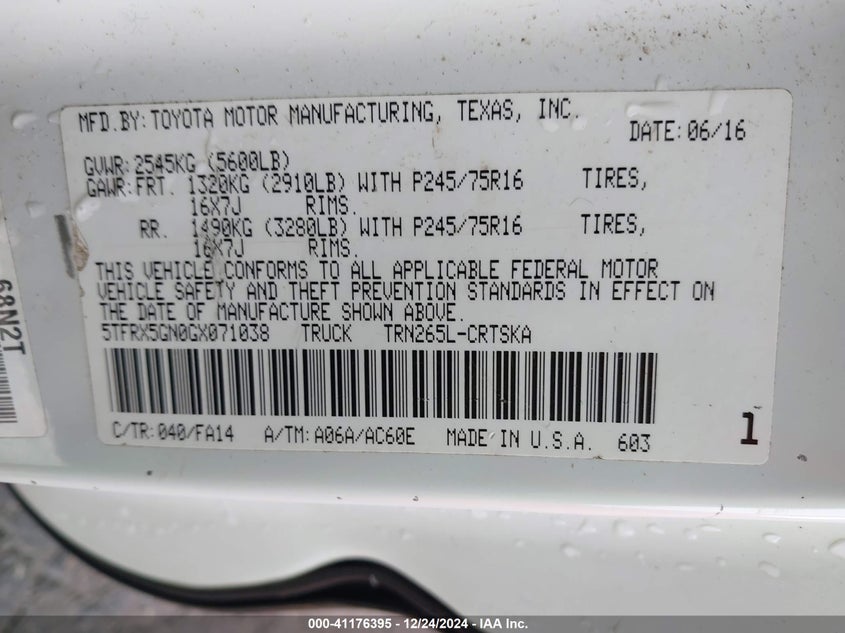 MFD.BY:TOYOTA MOTOR MANUFACTURING, TEXAS, INC.
DATE:06/16
GVWR:2545KG (5600LB)
GAWR:FRT. 1320KG (2910LB) WITH P245/75R16 TIRES,
16X7J RIMS.
RR. 1490KG (3280LB) WITH P245/75R16 TIRES,
16X7J RIMS.
THIS VEHICLE CONFORMS TO ALL APPLICABLE FEDERAL MOTOR
VEHICLE SAFETY AND THEFT PREVENTION STANDARDS IN EFFECT ON
THE DATE OF MANUFACTURE SHOWN ABOVE.
5TFRX5GN0GX071038 TRUCK TRN265L-CRTSKA
C/TR:040/FA14 A/TM:A06A/AC60E MADE IN U.S.A. 603
1
68N2T
000-41176395 - 12/24/2024 - IAA Inc.